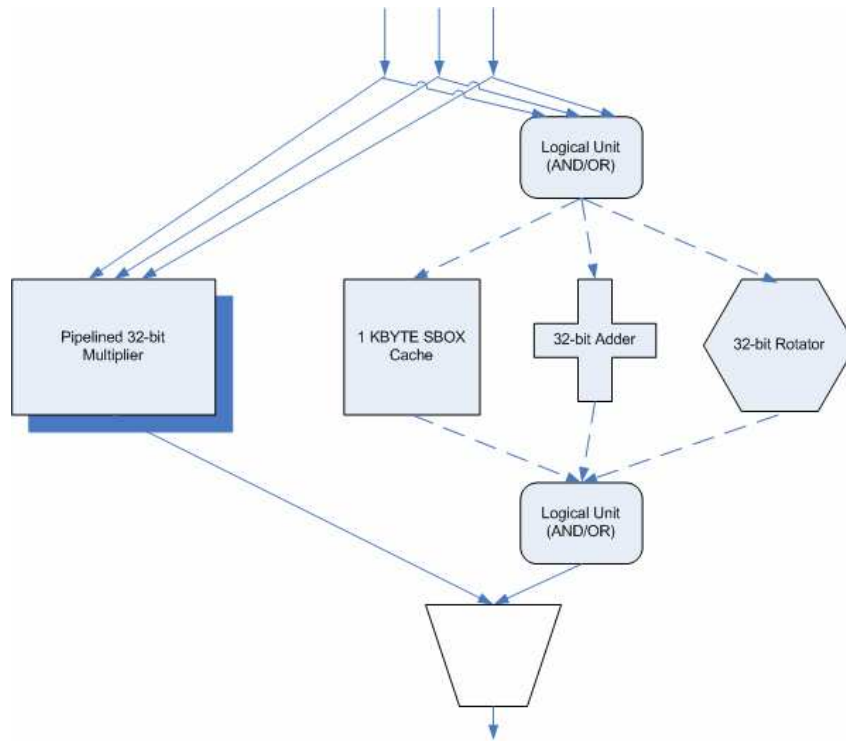 Logical Unit
(AND/OR)
Pipelined 32-bit
Multiplier
1 KBYTE SBOX
Cache
32-bit Adder
32-bit Rotator
Logical Unit
(AND/OR)